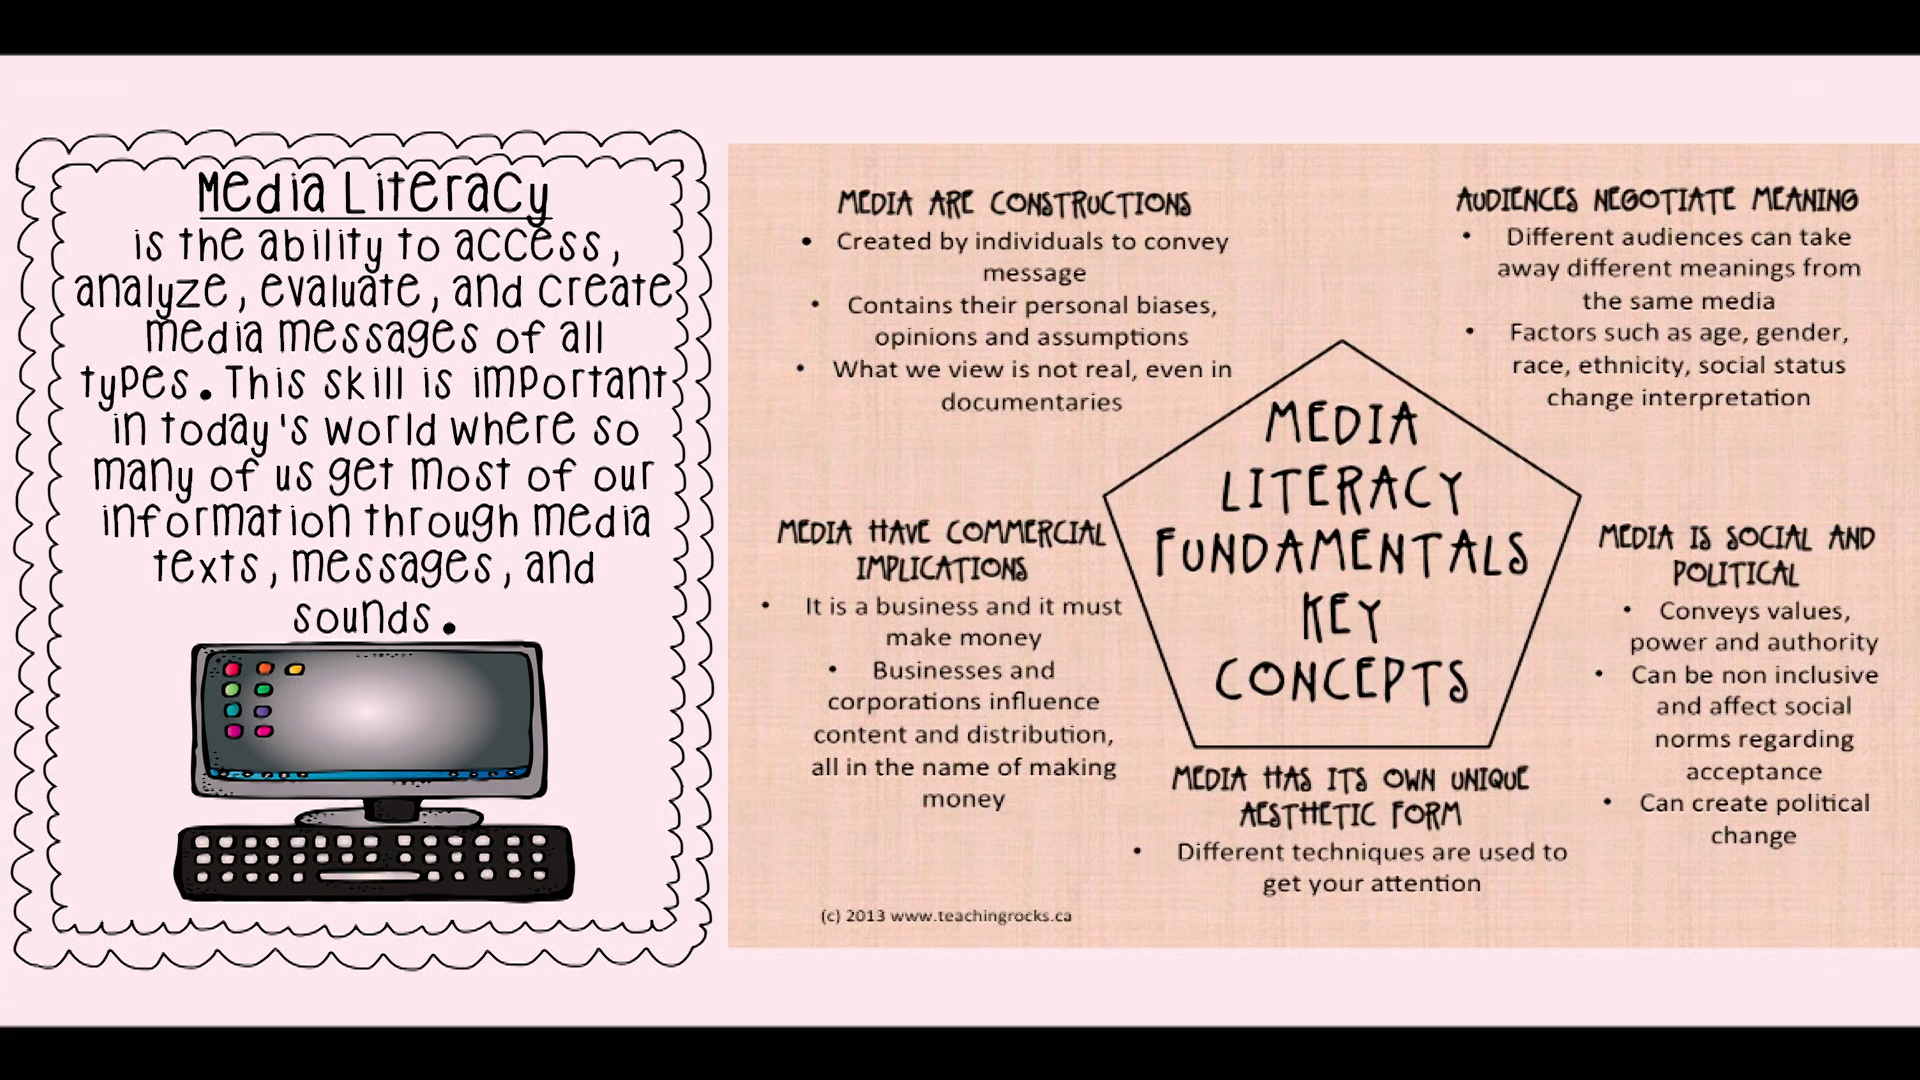 Media Literacy
is the ability to access,
analyze, evaluate, and create
media messages of all
types. This skill is important
in today's world where so
many of us get most of our
information through media
texts, messages, and
sounds.
MEDIA ARE CONSTRUCTIONS
• Created by individuals to convey
message
• Contains their personal biases,
opinions and assumptions
• What we view is not real, even in
documentaries
AUDIENCES NEGOTIATE MEANING
• Different audiences can take
away different meanings from
the same media
• Factors such as age, gender,
race, ethnicity, social status
change interpretation
MEDIA
LITERACY
FUNDAMENTALS
KEY
CONCEPTS
MEDIA HAVE COMMERCIAL
IMPLICATIONS
• It is a business and it must
make money
• Businesses and
corporations influence
content and distribution,
all in the name of making
money
MEDIA IS SOCIAL AND
POLITICAL
• Conveys values,
power and authority
• Can be non inclusive
and affect social
norms regarding
acceptance
• Can create political
change
MEDIA HAS ITS OWN UNIQUE
AESTHETIC FORM
• Different techniques are used to
get your attention
(c) 2013 www.teachingrocks.ca